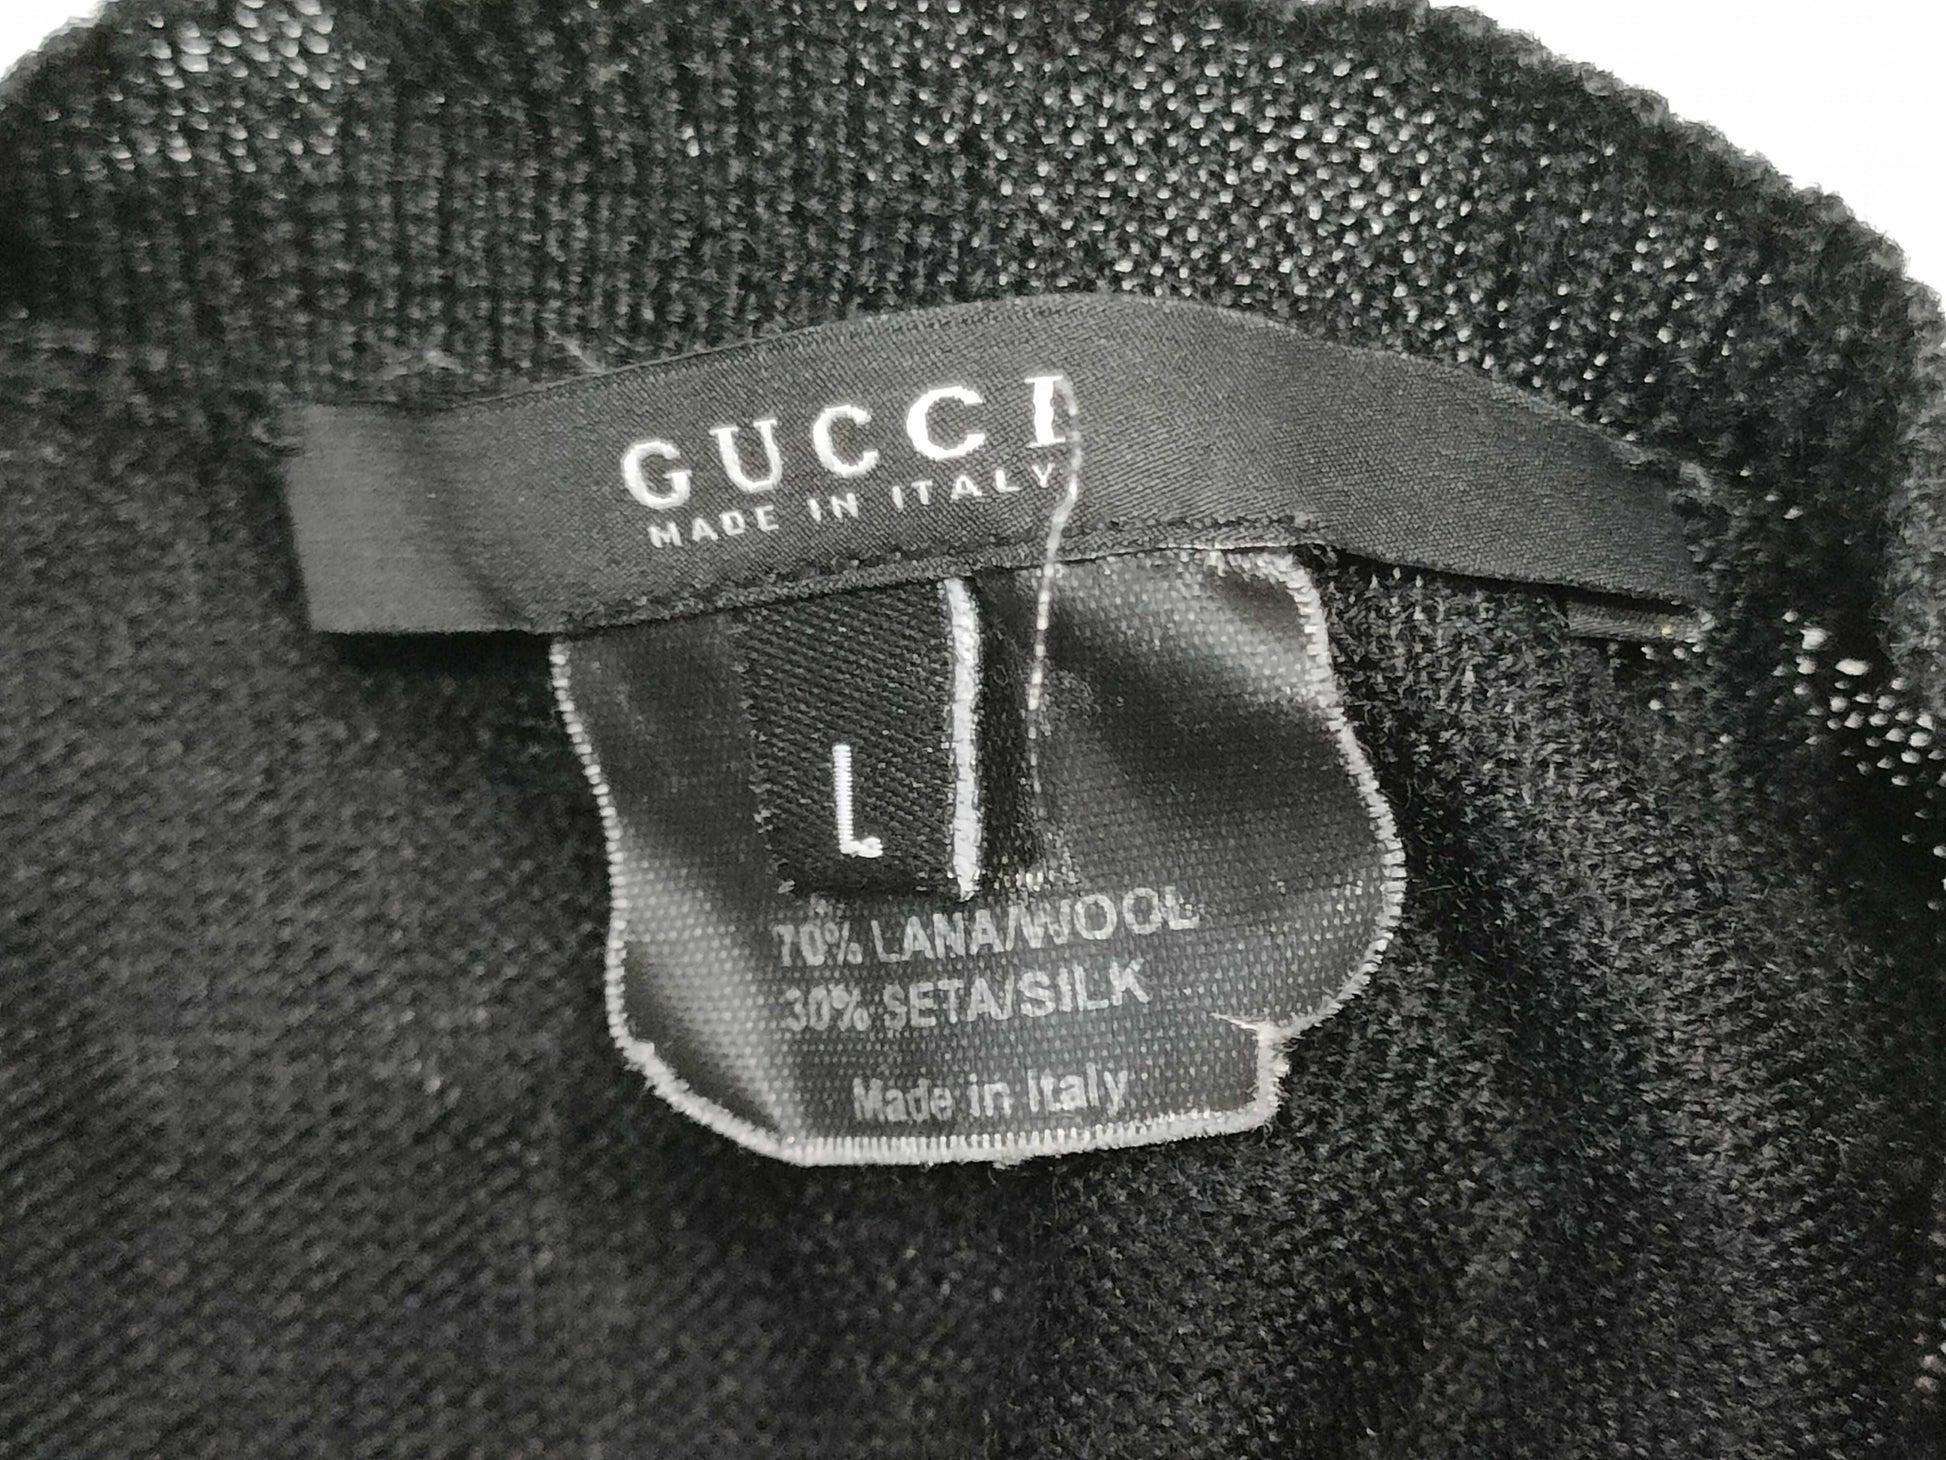 GUCCI
MADE IN ITALY
L
70% LANA/WOOL
30% SETA/SILK
Made in Italy